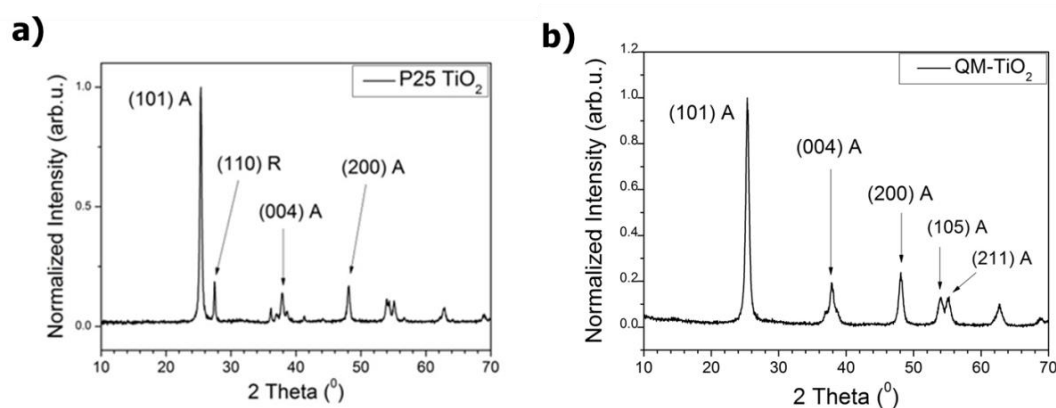 a)
P25 TiO₂
(101) A
(110) R
(004) A
(200) A
Normalized Intensity (arb.u.)
1.0
0.5
0.0
10 20 30 40 50 60 70
2 Theta (⁰)
b)
QM-TiO₂
(101) A
(004) A
(200) A
(105) A
(211) A
Normalized Intensity (arb.u.)
1.2
1.0
0.8
0.6
0.4
0.2
0.0
10 20 30 40 50 60 70
2 Theta (⁰)